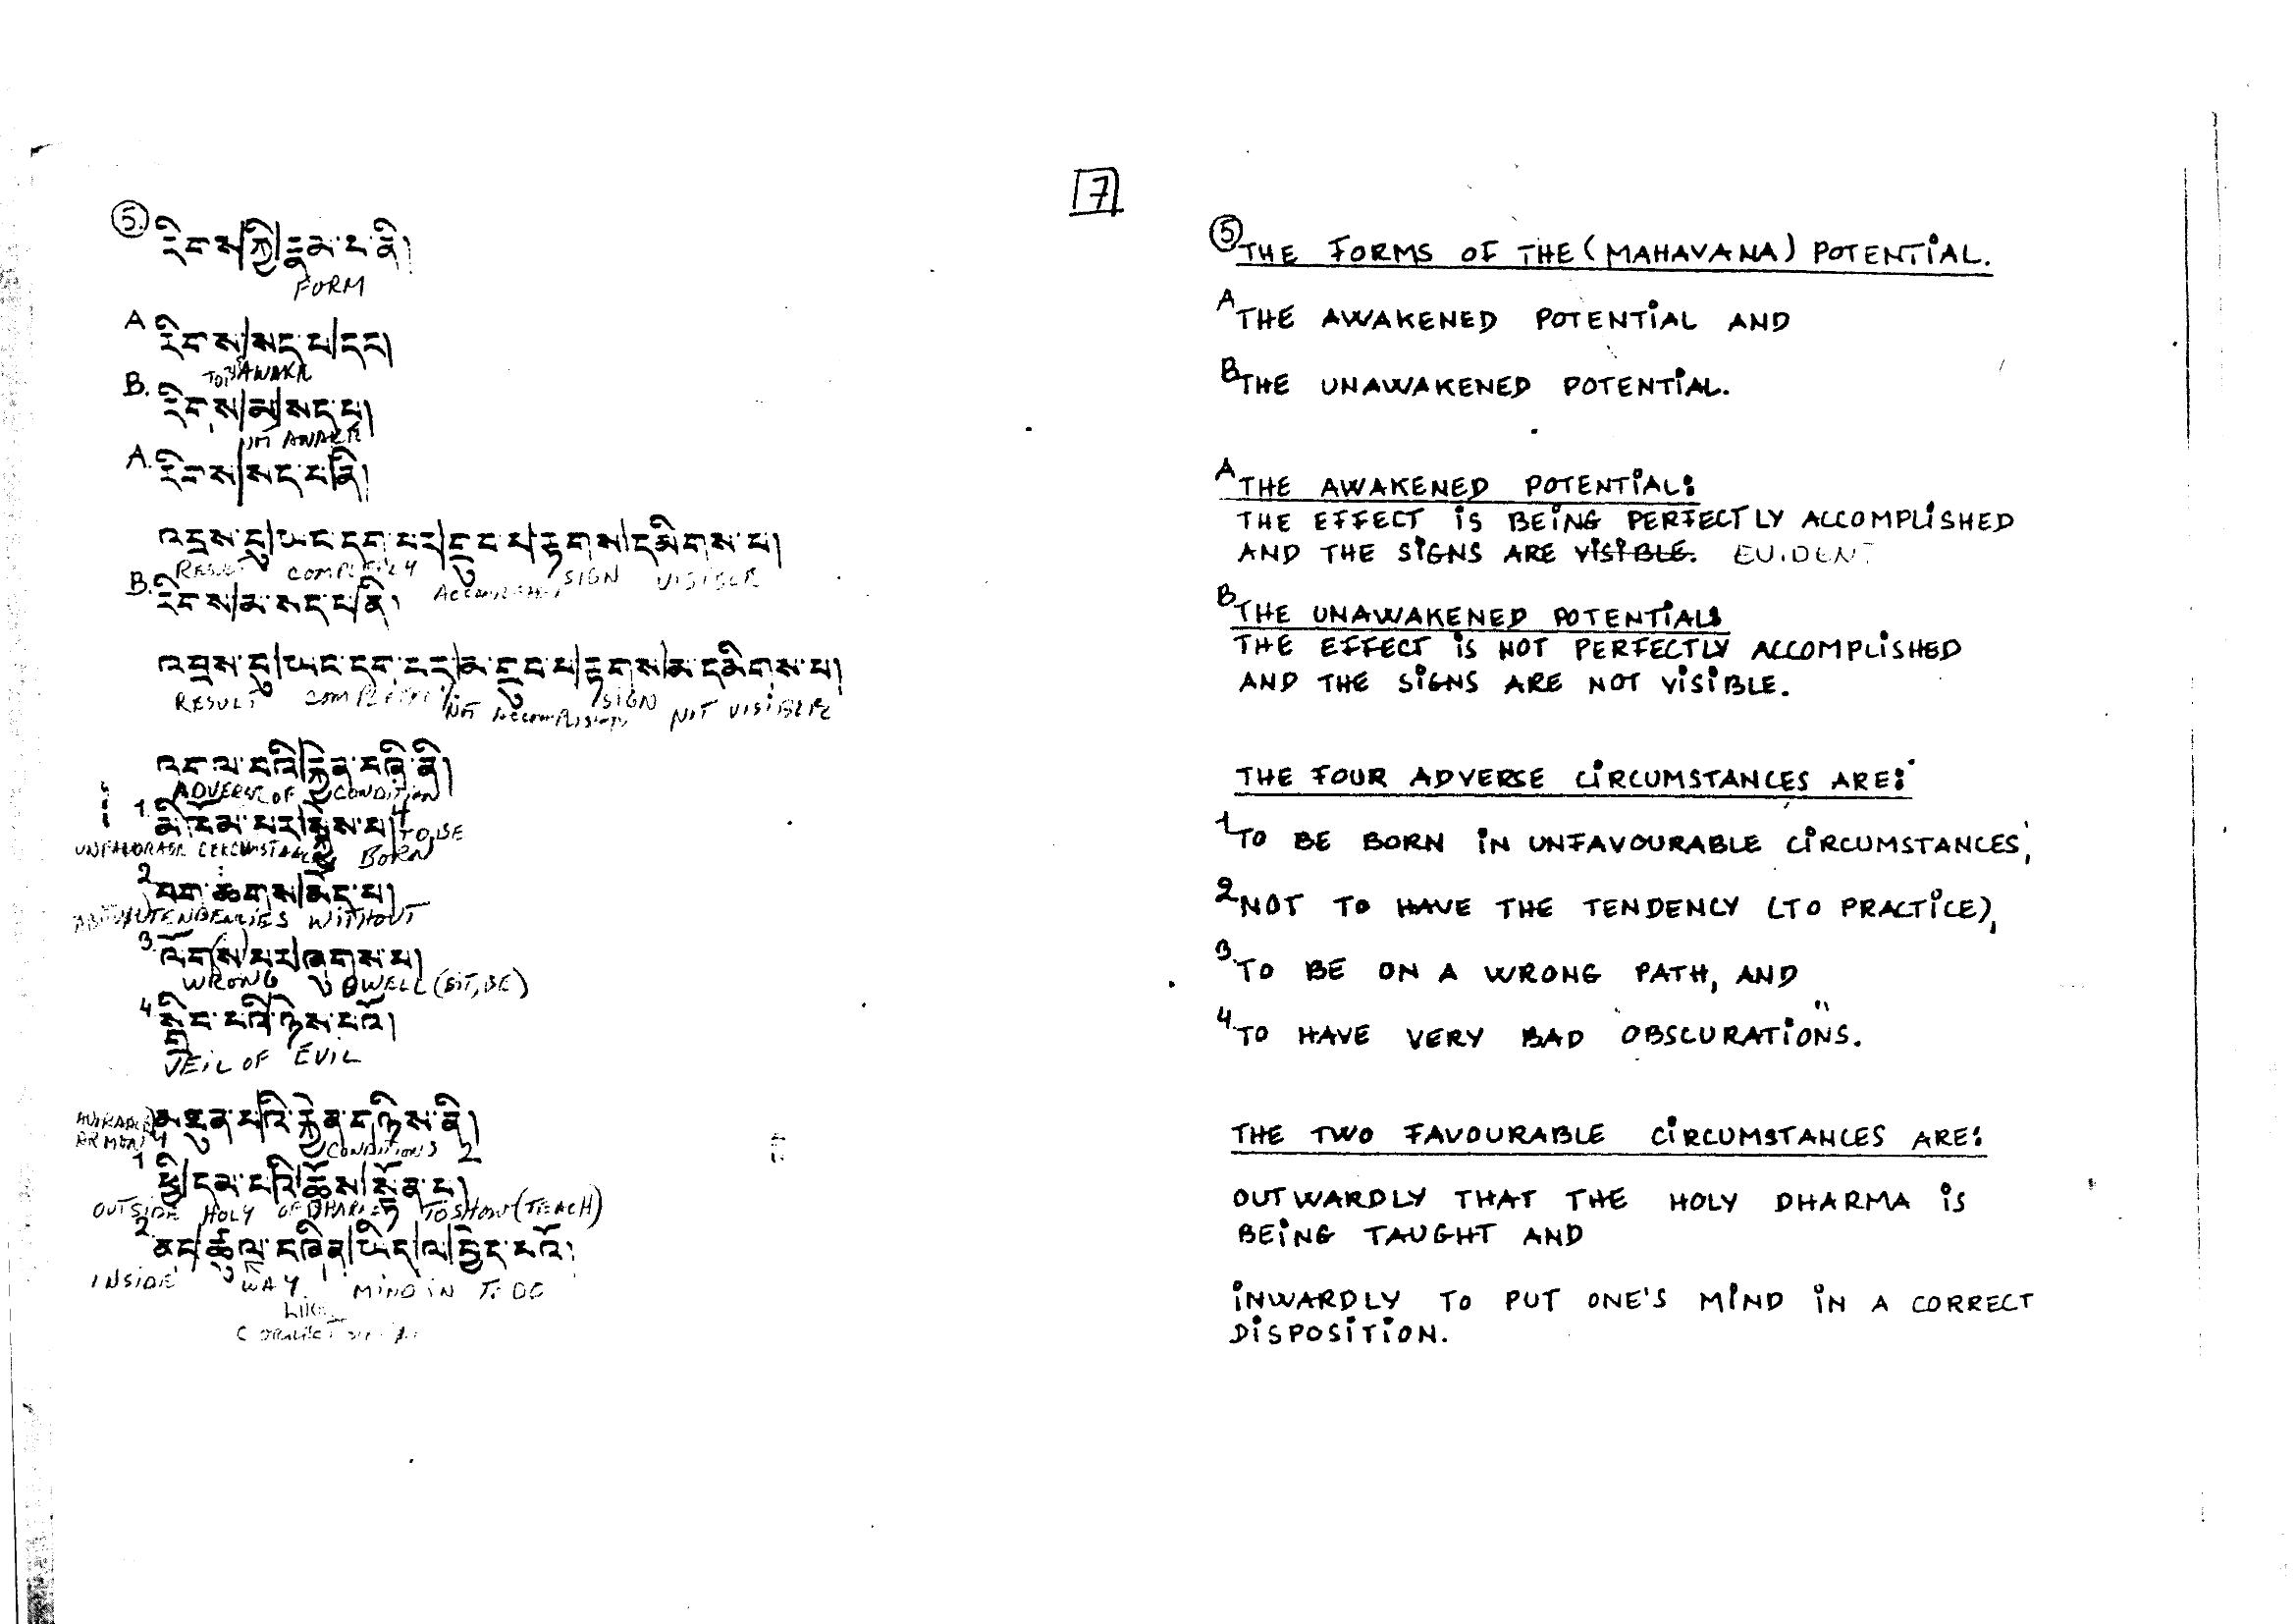 7
5. རིགས་ཀྱི་རྣམ་པ་ནི།
FORM
A རིགས་སད་པ་དང་།
AWAKE
B. རིགས་མ་སད་པ།
UN AWAKE
A. རིགས་སད་པ་ནི།
འབྲས་བུ་ཡང་དག་པར་གྲུབ་པ་རྟགས་དམིགས་པ།
RESULT COMPLETELY ACCOMPLISHED SIGN VISIBLE
B. རིགས་མ་སད་པ་ནི།
འབྲས་བུ་ཡང་དག་པར་མ་གྲུབ་པ་རྟགས་མ་དམིགས་པ།
RESULT COMPLETELY NOT ACCOMPLISHED SIGN NOT VISIBLE
འགལ་བའི་རྐྱེན་བཞི་ནི།
ADVERSE OF CONDITION 4
1. མི་ཁོམ་པར་སྐྱེས་པ།
TO BE
UNFAVORABLE CIRCUMSTANCES BORN
2 བག་ཆགས་མེད་པ།
TENDENCIES WITHOUT
3. ལོག(ས)པར་ཞུགས་པ།
WRONG DWELL (SIT, BE)
4 སྒྲིབ་པའི་ཉེས་པའོ།
VEIL OF EVIL
མཐུན་པའི་རྐྱེན་གཉིས་ནི།
CONDITIONS 2
1 ཕྱི་དམ་པའི་ཆོས་སྟོན་པ།
OUTSIDE HOLY OF DHARMA TO SHOW (TEACH)
2 ནང་ཚུལ་བཞིན་ཡིད་ལ་བྱེད་པའོ།
INSIDE WAY MIND IN TO DO
LIKE
5 THE FORMS OF THE (MAHAVANA) POTENTIAL.
A THE AWAKENED POTENTIAL AND
B THE UNAWAKENED POTENTIAL.
A THE AWAKENED POTENTIAL:
THE EFFECT IS BEING PERFECTLY ACCOMPLISHED
AND THE SIGNS ARE VISIBLE. EVIDENT
B THE UNAWAKENED POTENTIAL:
THE EFFECT IS NOT PERFECTLY ACCOMPLISHED
AND THE SIGNS ARE NOT VISIBLE.
THE FOUR ADVERSE CIRCUMSTANCES ARE:
1 TO BE BORN IN UNFAVOURABLE CIRCUMSTANCES,
2 NOT TO HAVE THE TENDENCY (TO PRACTICE),
3. TO BE ON A WRONG PATH, AND
4. TO HAVE VERY BAD OBSCURATIONS.
THE TWO FAVOURABLE CIRCUMSTANCES ARE:
OUTWARDLY THAT THE HOLY DHARMA IS
BEING TAUGHT AND
INWARDLY TO PUT ONE'S MIND IN A CORRECT
DISPOSITION.